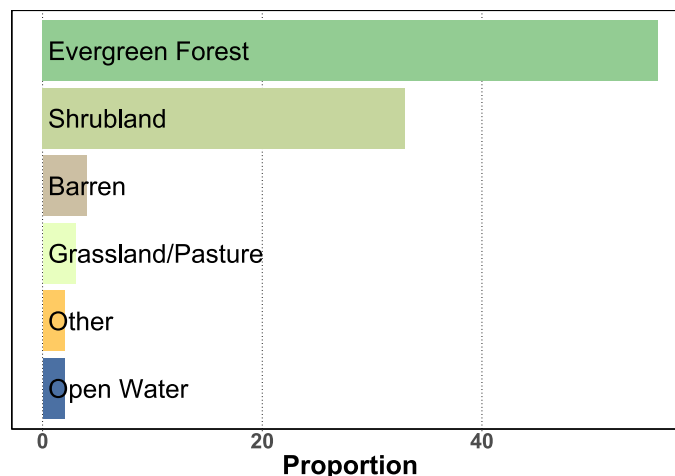 Evergreen Forest
Shrubland
Barren
Grassland/Pasture
Other
Open Water
0 20 40
Proportion